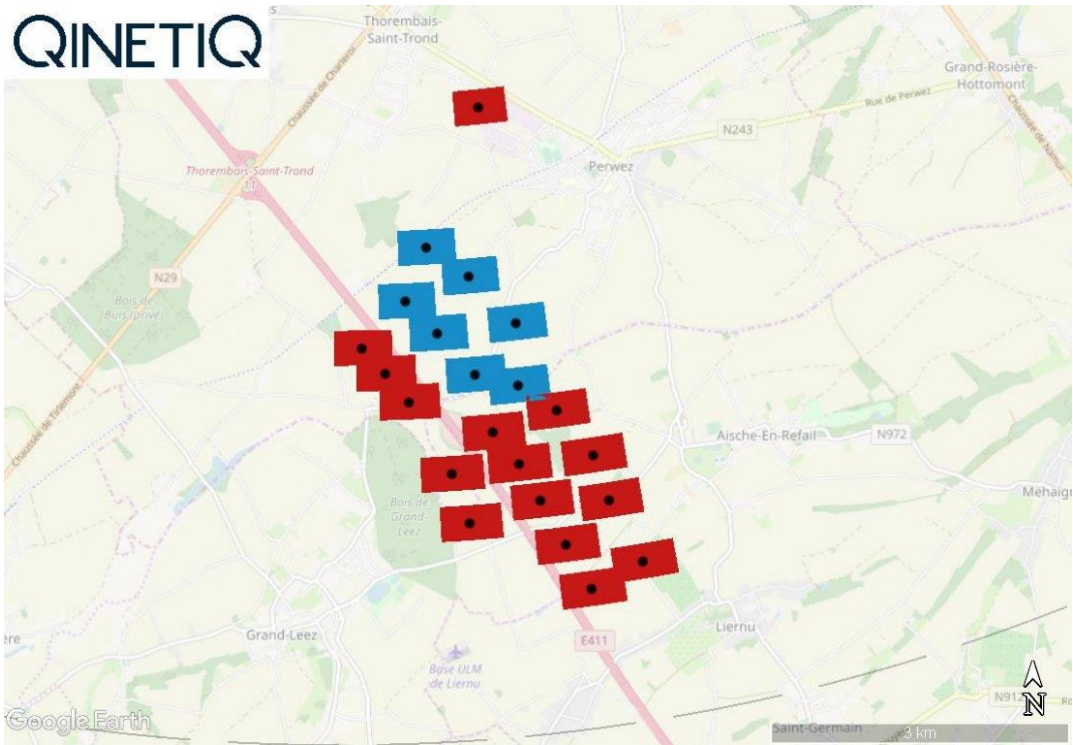 QINETIQ
Thorembais-
Saint-Trond
Chaussée de Charleroi
Grand-Rosière-
Hottomont
Rue de Perwez
N243
Thorembais-Saint-Trond
11
Perwez
Chaussée de Namur
N29
Bois de
Buis (privé)
Chaussée de Tirlemont
Aische-En-Refail
N972
Méhaign
Bois de
Grand-
Leez
Grand-Leez
E411
Liernu
Base ULM
de Liernu
N912
N
Google Earth
Saint-Germain
3 km